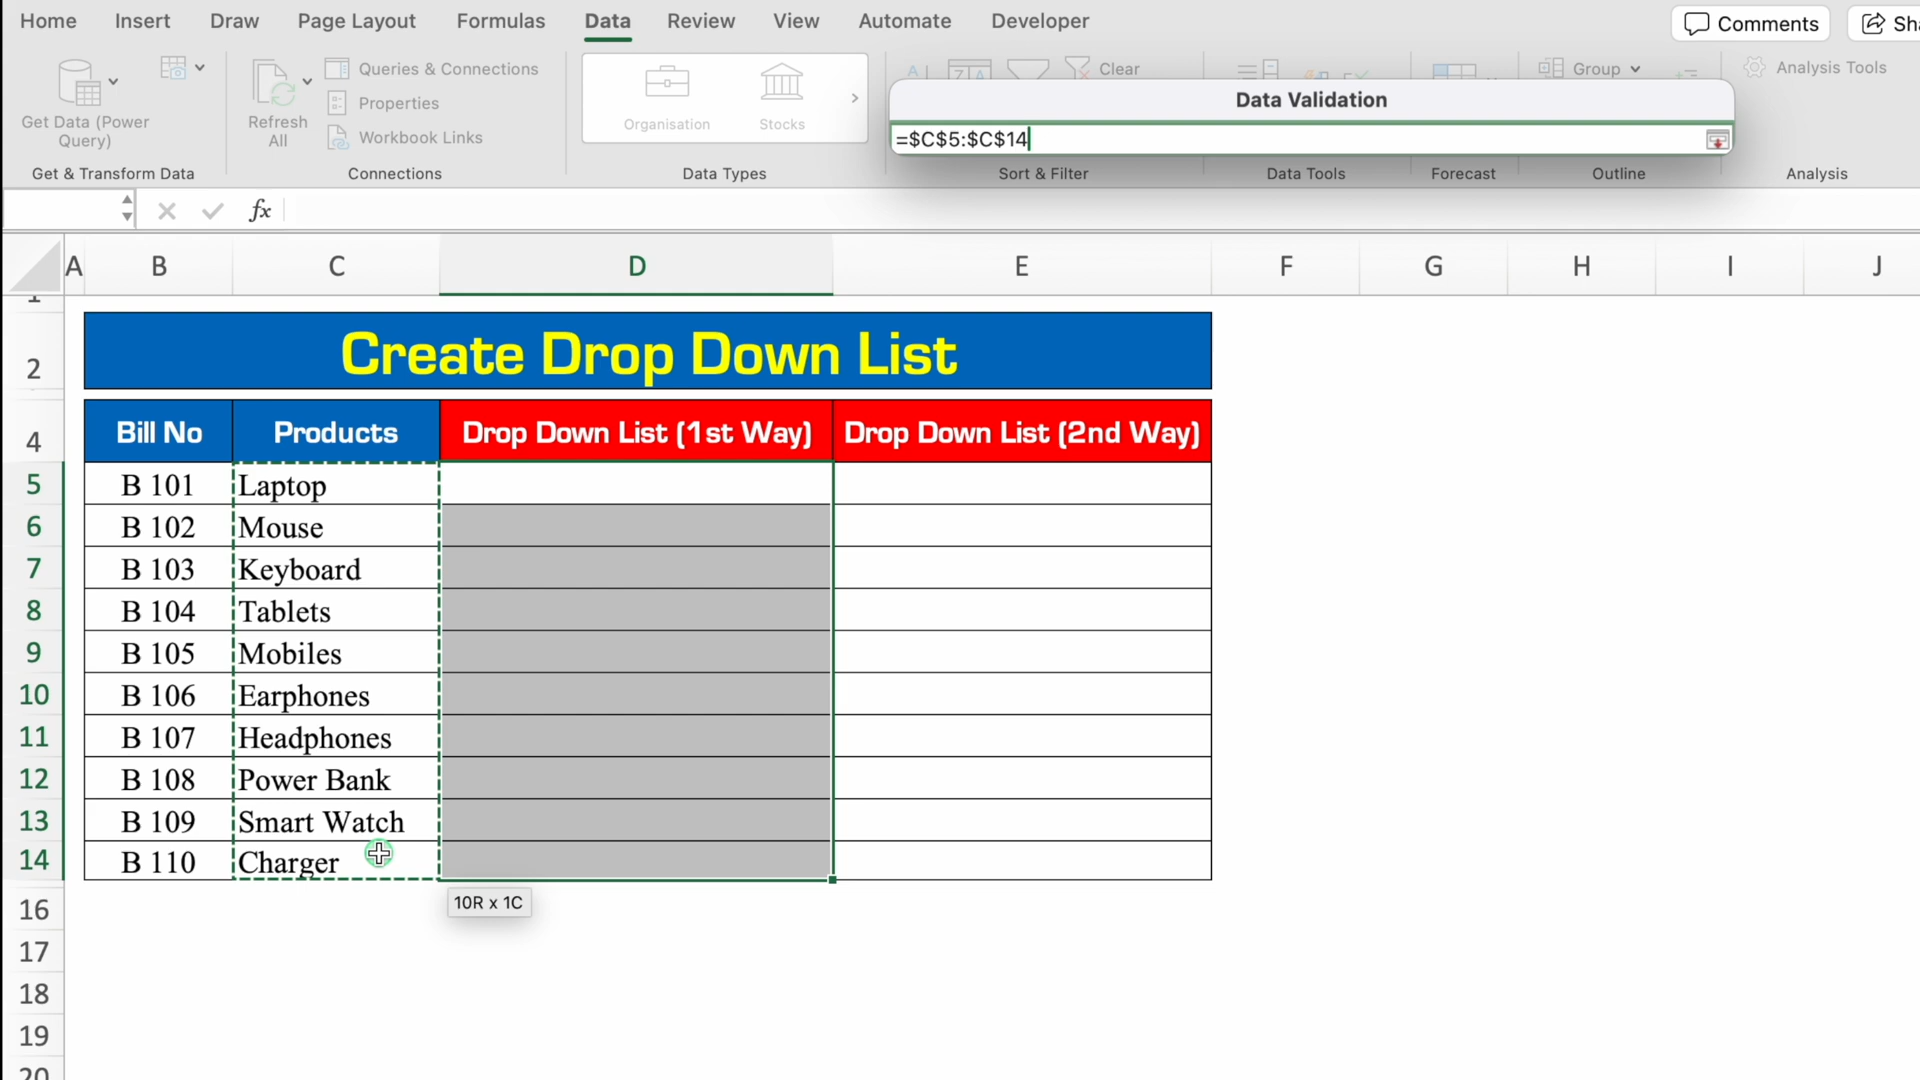 Home Insert Draw Page Layout Formulas Data Review View Automate Developer Comments
Get Data (Power Query)
Refresh All
Queries & Connections
Properties
Workbook Links
Organisation Stocks
Clear
Group
Analysis Tools
Data Validation
=$C$5:$C$14
Get & Transform Data Connections Data Types Sort & Filter Data Tools Forecast Outline Analysis
fx
A B C D E F G H I J
1
2 Create Drop Down List
4 Bill No Products Drop Down List (1st Way) Drop Down List (2nd Way)
5 B 101 Laptop
6 B 102 Mouse
7 B 103 Keyboard
8 B 104 Tablets
9 B 105 Mobiles
10 B 106 Earphones
11 B 107 Headphones
12 B 108 Power Bank
13 B 109 Smart Watch
14 B 110 Charger
10R x 1C
16
17
18
19
20